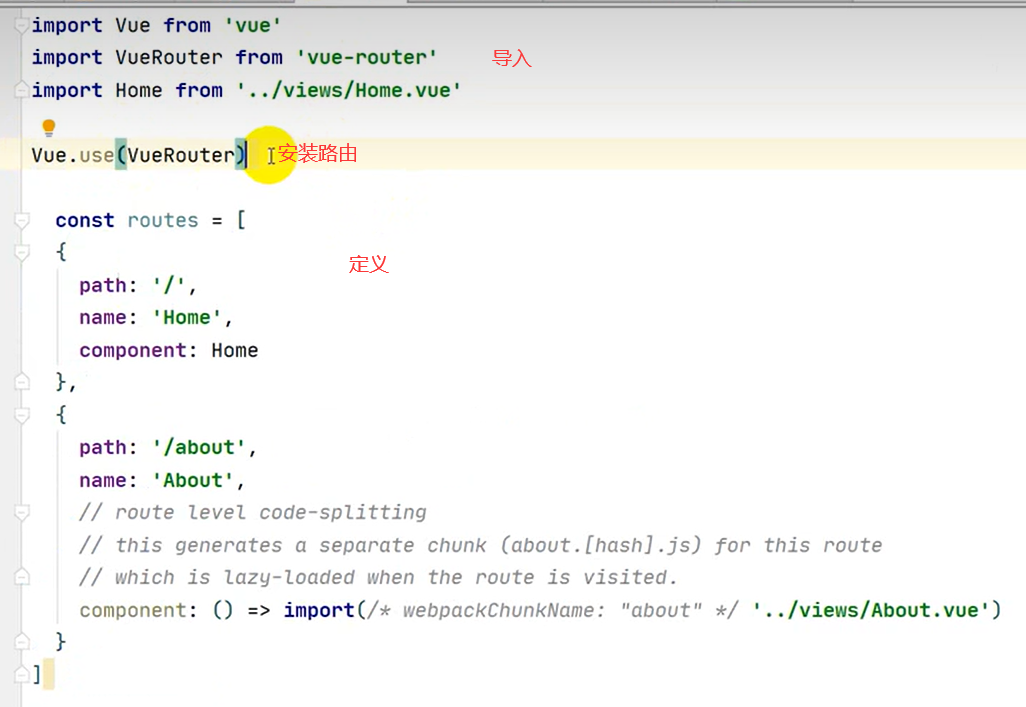 import Vue from 'vue'
import VueRouter from 'vue-router' 导入
import Home from '../views/Home.vue'
Vue.use(VueRouter) 安装路由
const routes = [
{
定义
path: '/',
name: 'Home',
component: Home
},
{
path: '/about',
name: 'About',
// route level code-splitting
// this generates a separate chunk (about.[hash].js) for this route
// which is lazy-loaded when the route is visited.
component: () => import(/* webpackChunkName: "about" */ '../views/About.vue')
}
]